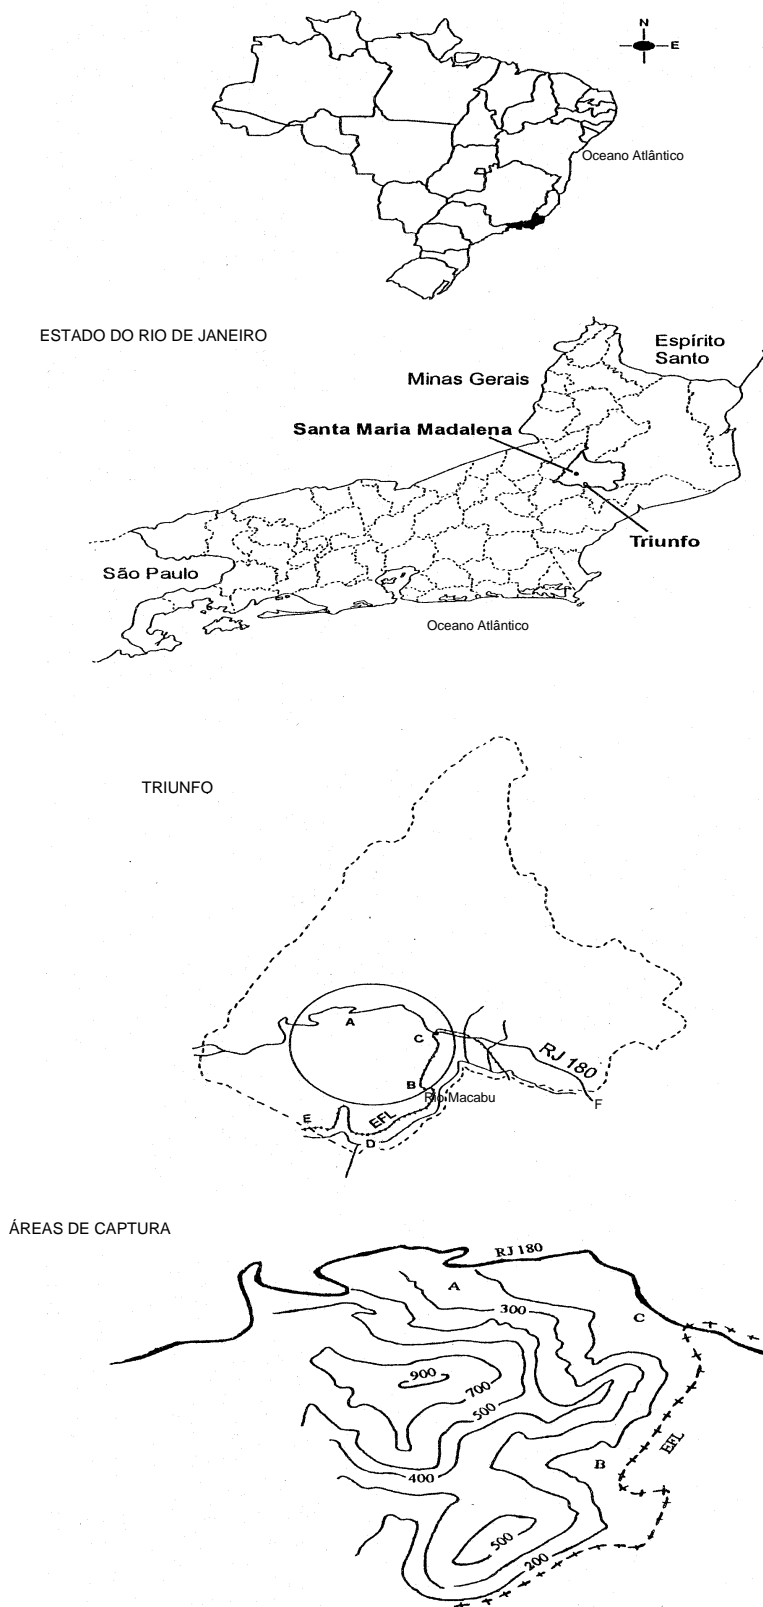 N
E
Oceano Atlântico
ESTADO DO RIO DE JANEIRO
Espírito
Santo
Minas Gerais
Santa Maria Madalena
Triunfo
São Paulo
Oceano Atlântico
TRIUNFO
A
C
RJ 180
B
Rio Macabu
F
E
EFL
D
ÁREAS DE CAPTURA
RJ 180
A
300
C
900
700
500
EFL
B
400
500
200